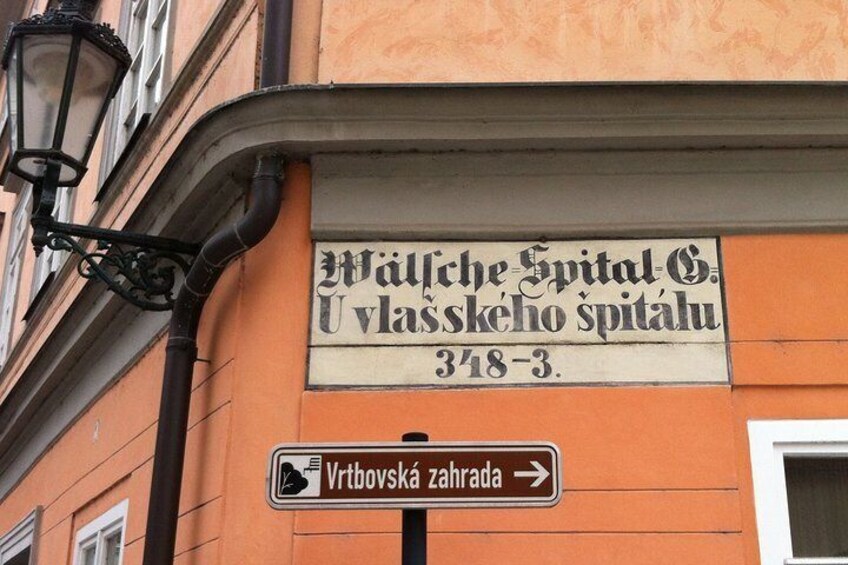 Wälsche=Spital=G.
U vlašského špitálu
348-3.
Vrtbovská zahrada